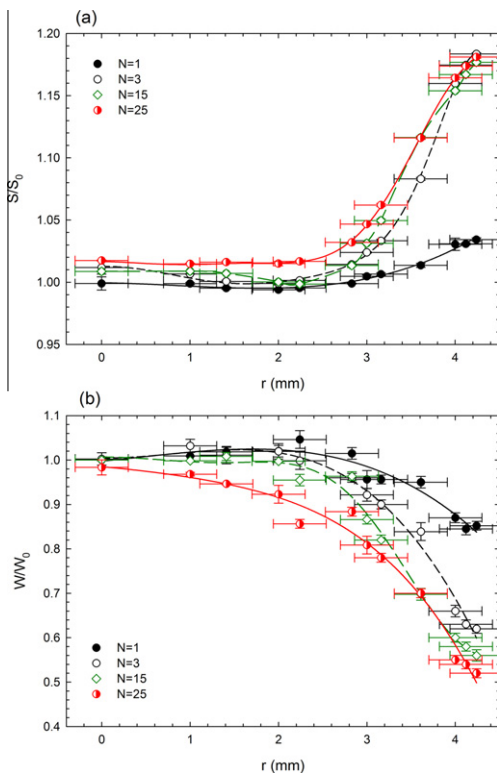 (a)
1.20
N=1
N=3
N=15
N=25
1.15
S/S0
1.10
1.05
1.00
0.95
0 1 2 3 4
r (mm)
(b)
1.1
1.0
0.9
0.8
W/W0
0.7
0.6
N=1
N=3
N=15
N=25
0.5
0.4
0 1 2 3 4
r (mm)